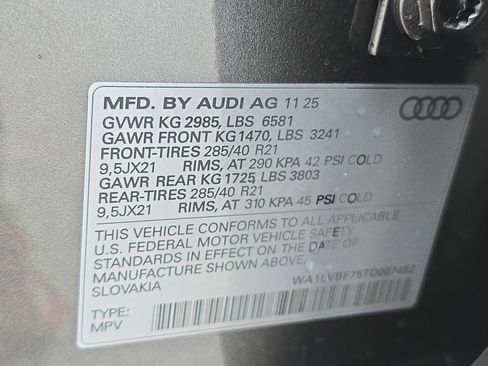 MFD. BY AUDI AG 11 25
GVWR KG 2985, LBS 6581
GAWR FRONT KG1470, LBS 3241
FRONT-TIRES 285/40 R21
9,5JX21 RIMS, AT 290 KPA 42 PSI COLD
GAWR REAR KG 1725, LBS 3803
REAR-TIRES 285/40 R21
9,5JX21 RIMS, AT 310 KPA 45 PSI COLD
THIS VEHICLE CONFORMS TO ALL APPLICABLE
U.S. FEDERAL MOTOR VEHICLE SAFETY
STANDARDS IN EFFECT ON THE DATE OF
MANUFACTURE SHOWN ABOVE.
SLOVAKIA
TYPE:
MPV